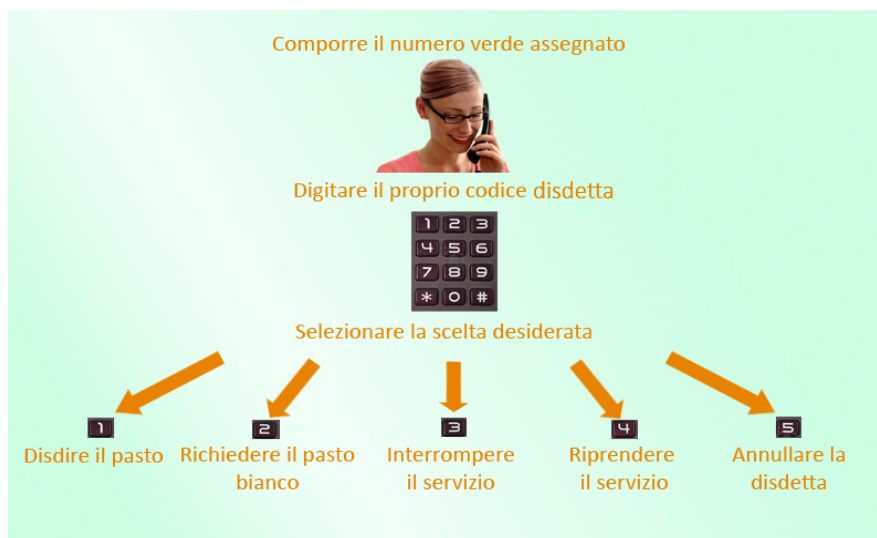 Comporre il numero verde assegnato
Digitare il proprio codice disdetta
1 2 3
4 5 6
7 8 9
* 0 #
Selezionare la scelta desiderata
1
Disdire il pasto
2
Richiedere il pasto
bianco
3
Interrompere
il servizio
4
Riprendere
il servizio
5
Annullare la
disdetta